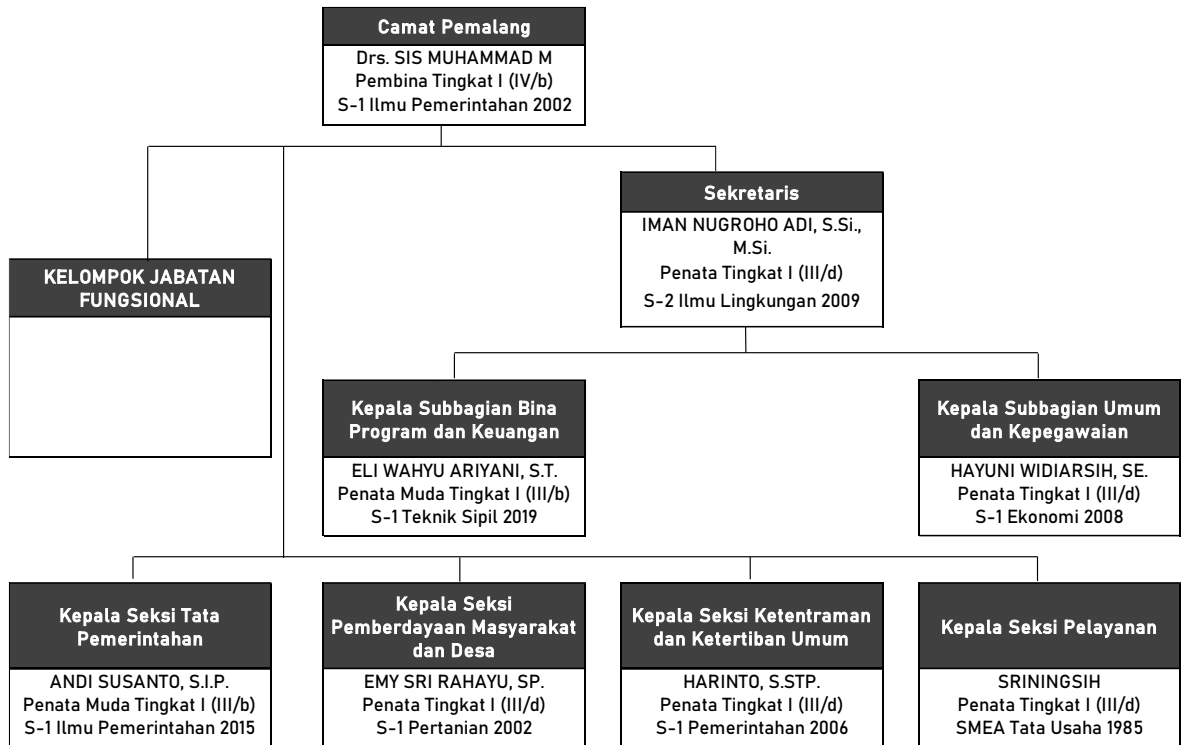 Camat Pemalang
Drs. SIS MUHAMMAD M
Pembina Tingkat I (IV/b)
S-1 Ilmu Pemerintahan 2002
Sekretaris
IMAN NUGROHO ADI, S.Si.,
M.Si.
Penata Tingkat I (III/d)
S-2 Ilmu Lingkungan 2009
KELOMPOK JABATAN
FUNGSIONAL
Kepala Subbagian Bina
Program dan Keuangan
ELI WAHYU ARIYANI, S.T.
Penata Muda Tingkat I (III/b)
S-1 Teknik Sipil 2019
Kepala Subbagian Umum
dan Kepegawaian
HAYUNI WIDIARSIH, SE.
Penata Tingkat I (III/d)
S-1 Ekonomi 2008
Kepala Seksi Tata
Pemerintahan
ANDI SUSANTO, S.I.P.
Penata Muda Tingkat I (III/b)
S-1 Ilmu Pemerintahan 2015
Kepala Seksi
Pemberdayaan Masyarakat
dan Desa
EMY SRI RAHAYU, SP.
Penata Tingkat I (III/d)
S-1 Pertanian 2002
Kepala Seksi Ketentraman
dan Ketertiban Umum
HARINTO, S.STP.
Penata Tingkat I (III/d)
S-1 Pemerintahan 2006
Kepala Seksi Pelayanan
SRININGSIH
Penata Tingkat I (III/d)
SMEA Tata Usaha 1985